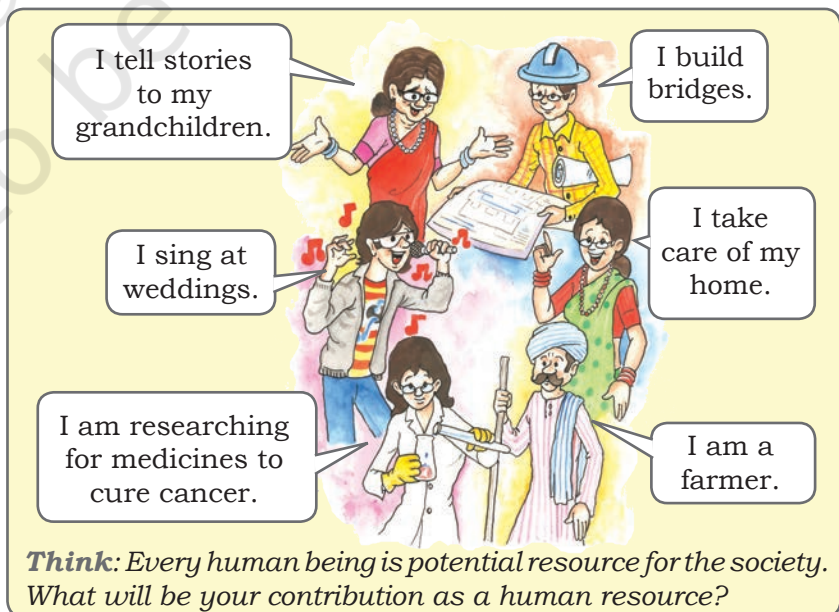 I tell stories
to my
grandchildren.
I build
bridges.
I sing at
weddings.
I take
care of my
home.
I am researching
for medicines to
cure cancer.
I am a
farmer.
Think: Every human being is potential resource for the society.
What will be your contribution as a human resource?
to be